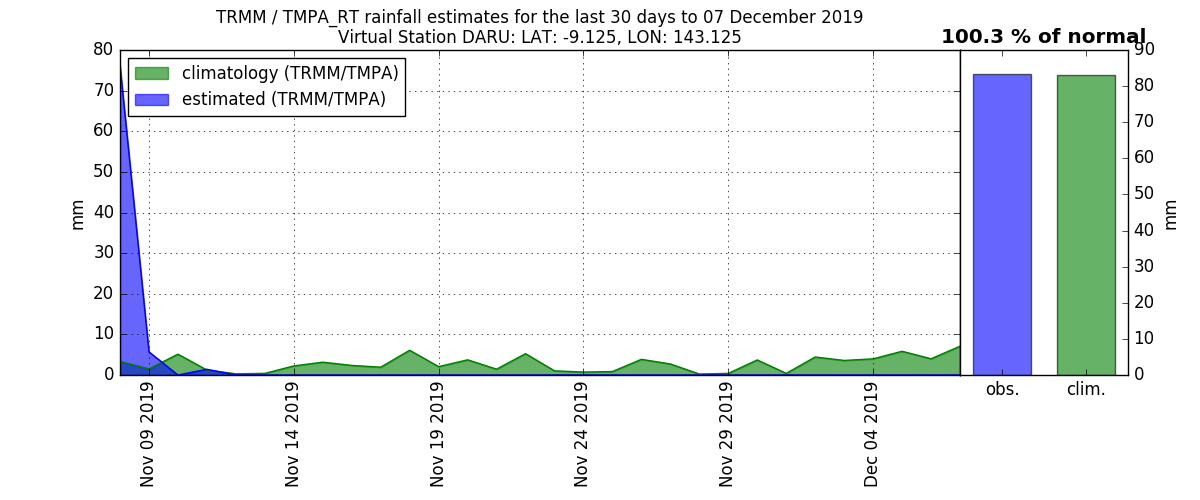 TRMM / TMPA_RT rainfall estimates for the last 30 days to 07 December 2019
Virtual Station DARU: LAT: -9.125, LON: 143.125
100.3 % of normal
climatology (TRMM/TMPA)
estimated (TRMM/TMPA)
80
70
60
50
40
30
20
10
0
mm
Nov 09 2019
Nov 14 2019
Nov 19 2019
Nov 24 2019
Nov 29 2019
Dec 04 2019
obs.
clim.
90
80
70
60
50
40
30
20
10
0
mm